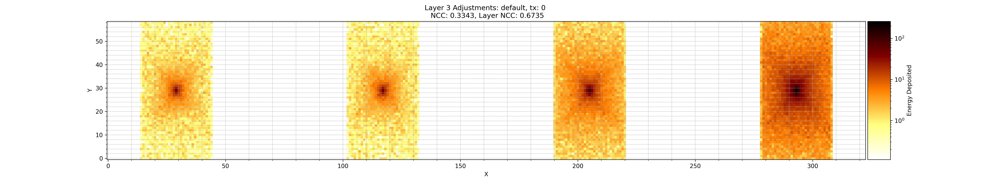 Layer 3 Adjustments: default, tx: 0
NCC: 0.3343, Layer NCC: 0.6735
Y
50
40
30
20
10
0
0 50 100 150 200 250 300
X
10²
10¹
10⁰
Energy Deposited